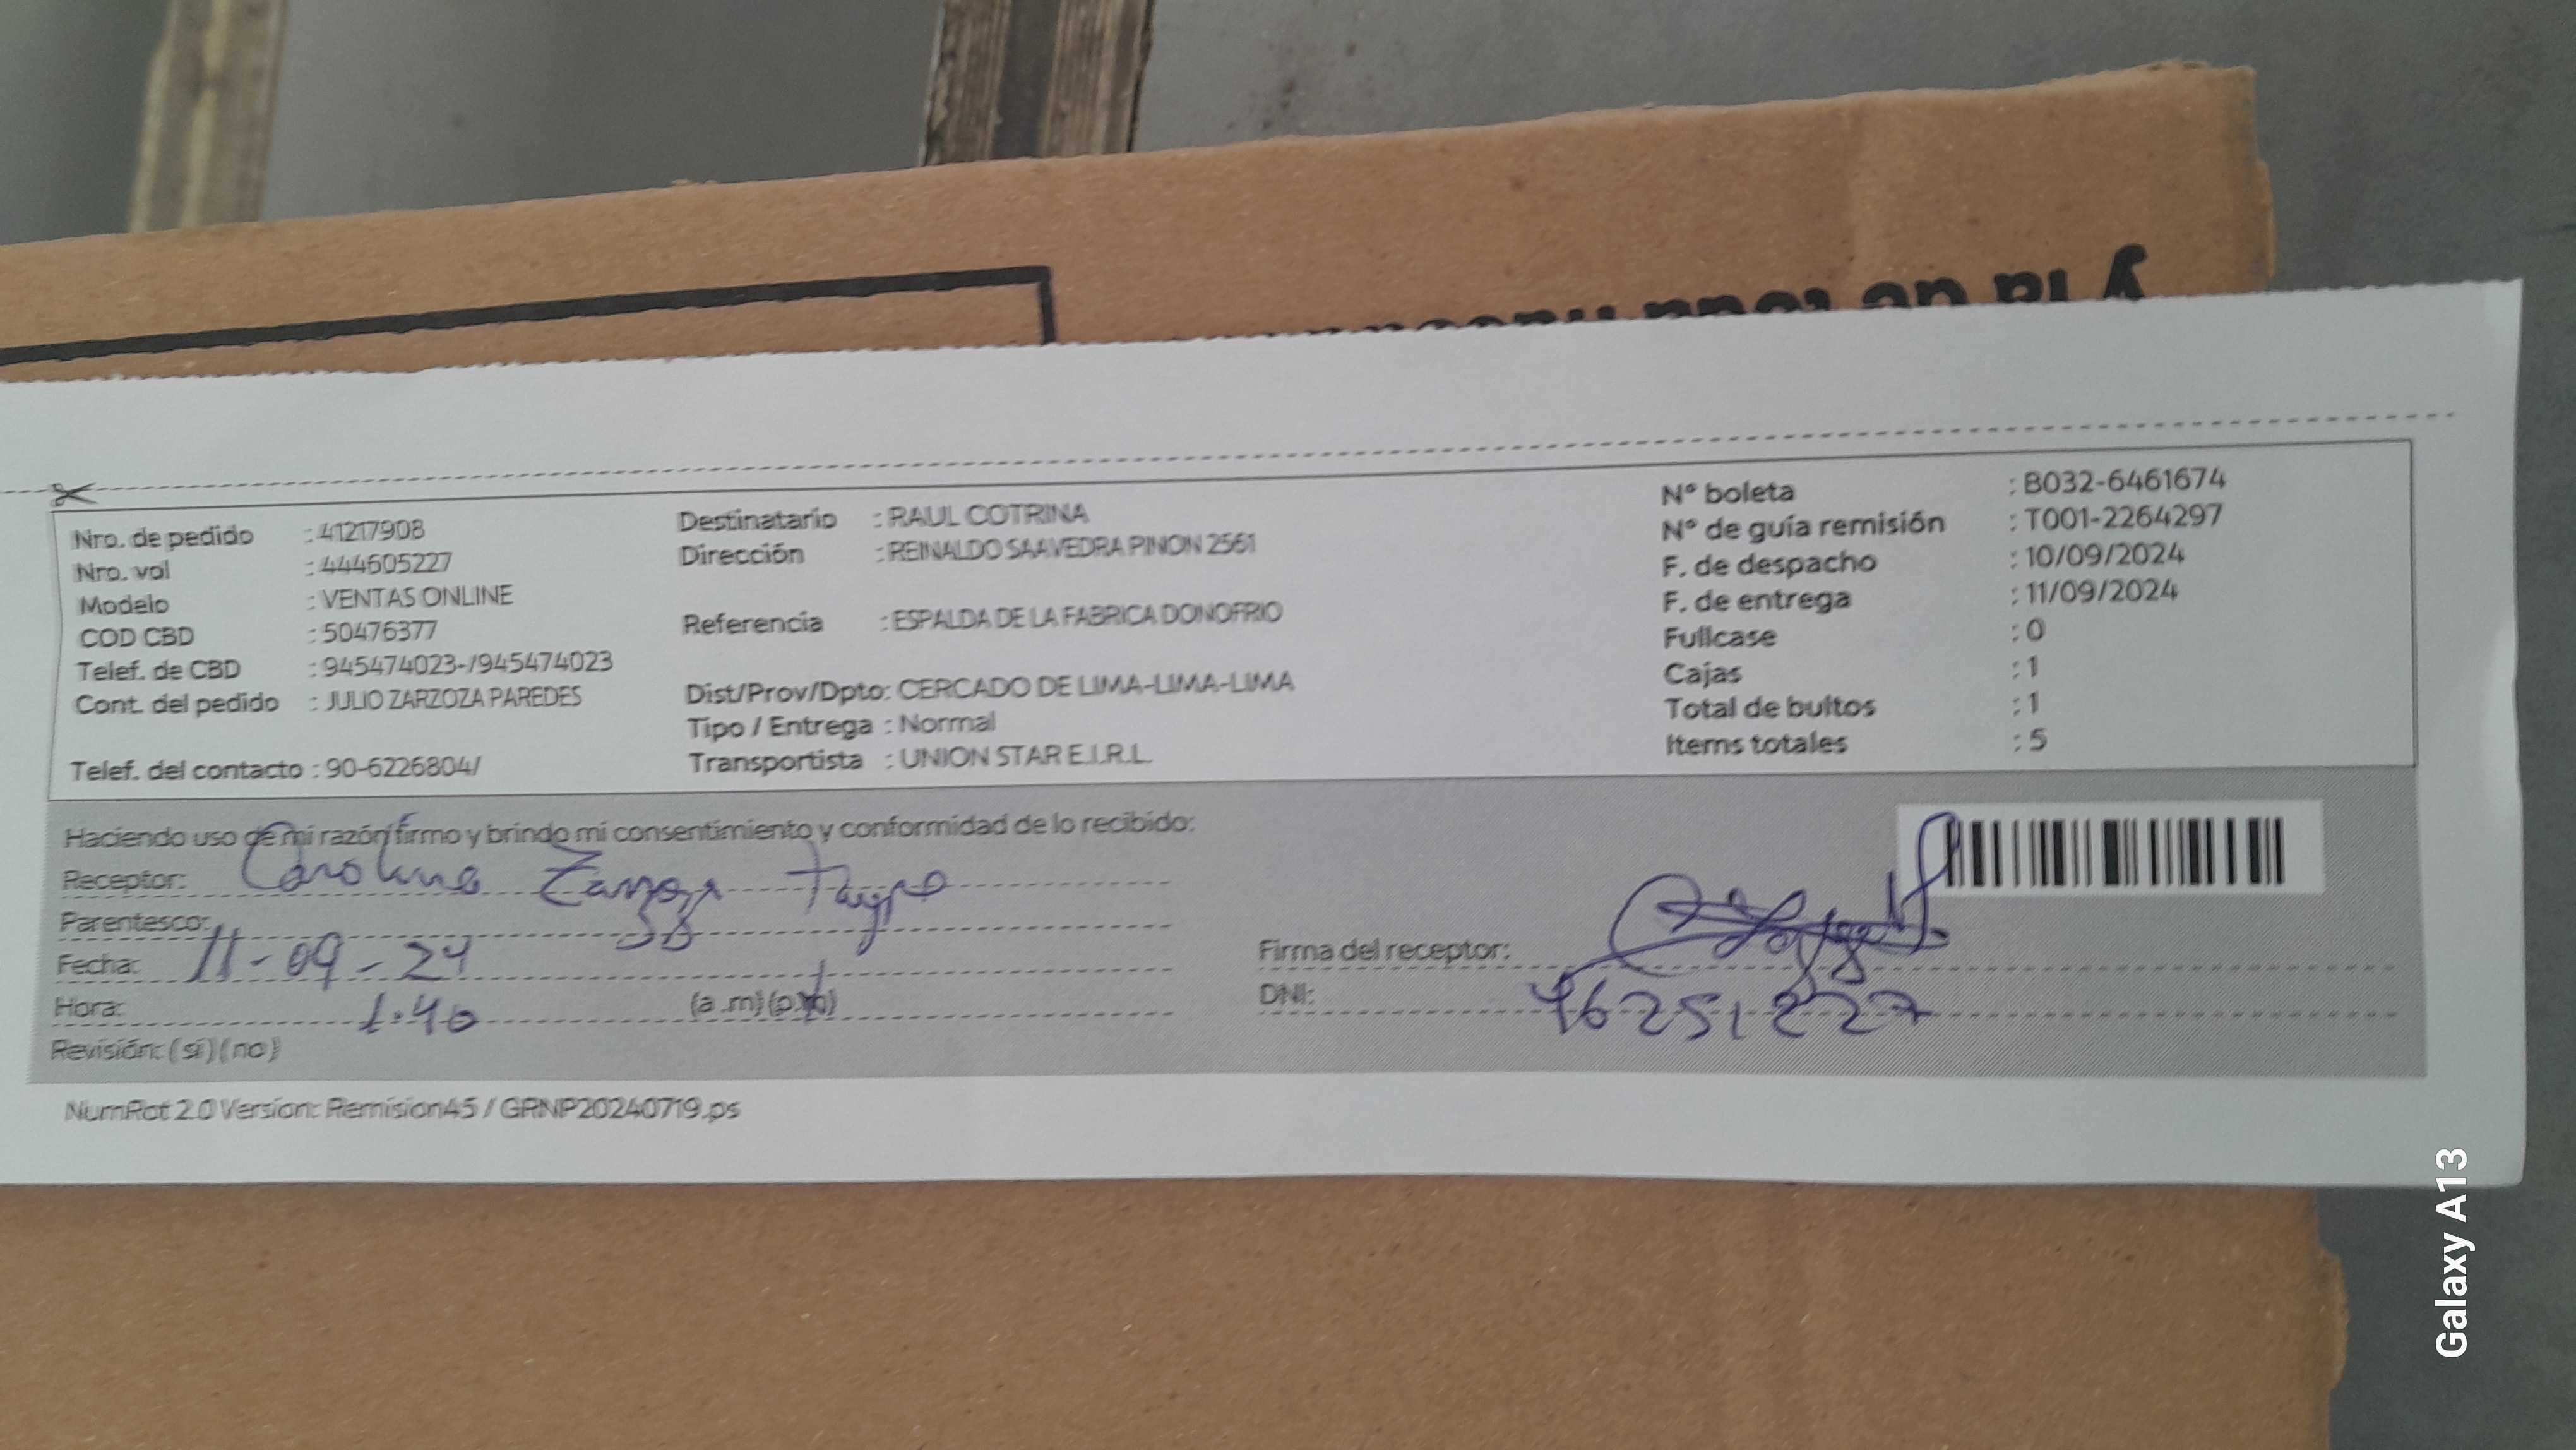 y la de toda
Nro. de pedido : 41217908
Nro. vol : 444605227
Modelo : VENTAS ONLINE
COD CBD : 50476377
Telef. de CBD : 945474023-/945474023
Cont. del pedido : JULIO ZARZOZA PAREDES
Telef. del contacto : 90-6226804/
Destinatario : RAUL COTRINA
Dirección : REINALDO SAAVEDRA PINON 2561
Referencia : ESPALDA DE LA FABRICA DONOFRIO
Dist/Prov/Dpto: CERCADO DE LIMA-LIMA-LIMA
Tipo / Entrega : Normal
Transportista : UNION STAR E.I.R.L.
N° boleta : B032-6461674
N° de guía remisión : T001-2264297
F. de despacho : 10/09/2024
F. de entrega : 11/09/2024
Fullcase : 0
Cajas : 1
Total de bultos : 1
Items totales : 5
Haciendo uso de mi razón firmo y brindo mi consentimiento y conformidad de lo recibido:
Receptor: Carolina
Parentesco:
Fecha: 11-09-24
Hora: 1.40 (a.m) (p.m)
Revisión: (si) (no)
Firma del receptor:
DNI: 46251227
NumRot 2.0 Version: Remision45 / GRNP20240719.ps
Galaxy A13